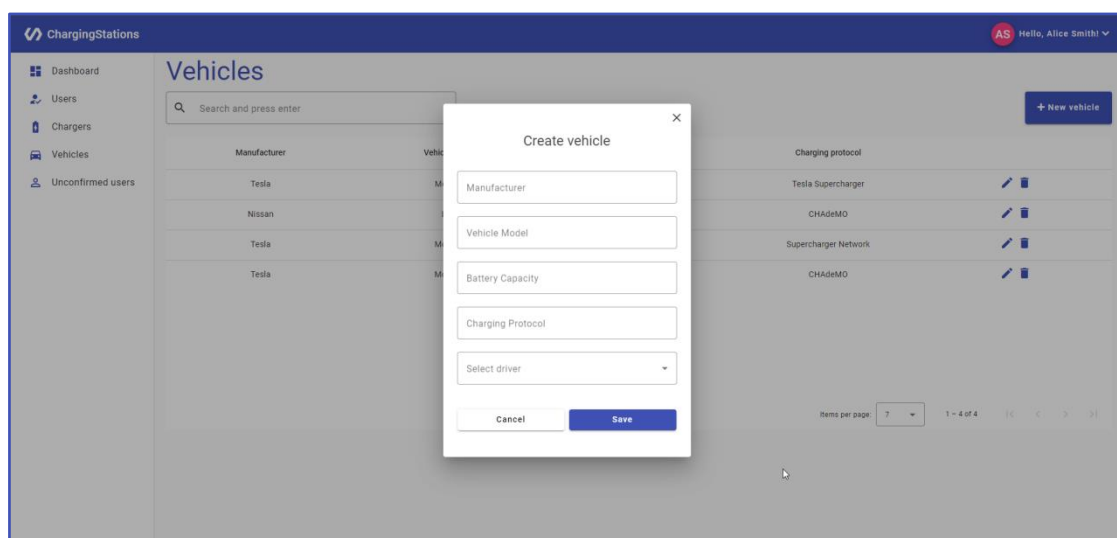 ChargingStations
AS Hello, Alice Smith!
Dashboard
Users
Chargers
Vehicles
Unconfirmed users
Vehicles
Search and press enter
+ New vehicle
Manufacturer Charging protocol
Tesla Tesla Supercharger
Nissan CHAdeMO
Tesla Supercharger Network
Tesla CHAdeMO
Items per page: 7 1 – 4 of 4
Create vehicle
Manufacturer
Vehicle Model
Battery Capacity
Charging Protocol
Select driver
Cancel Save